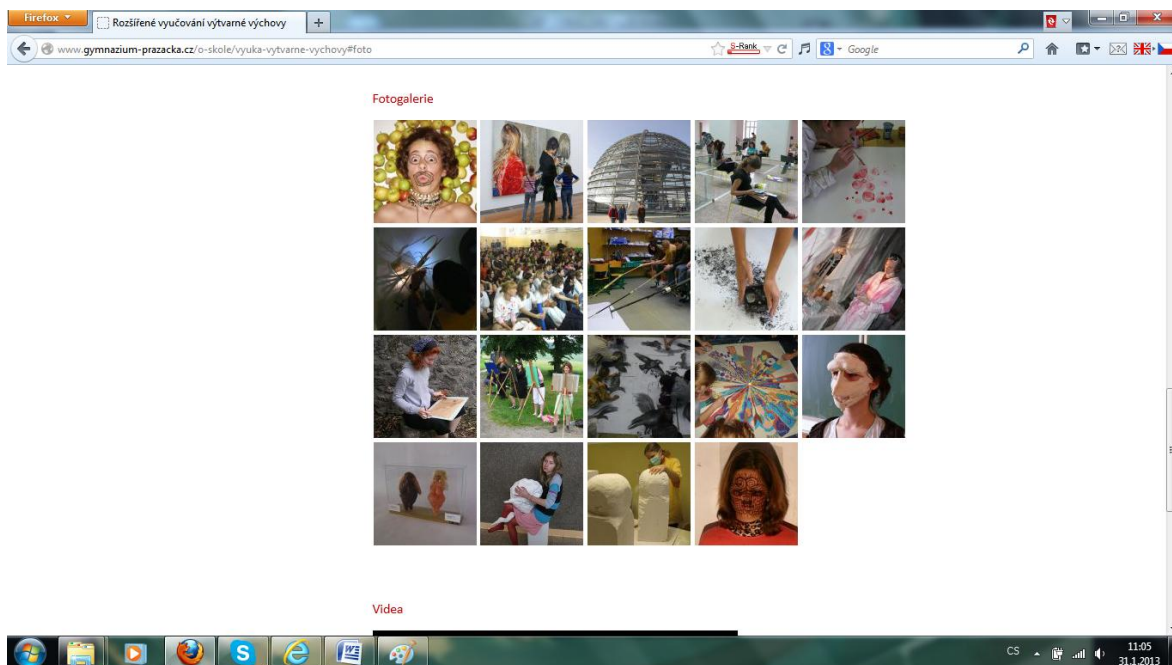 Firefox
Rozšířené vyučování výtvarné výchovy
www.gymnazium-prazacka.cz/o-skole/vyuka-vytvarne-vychovy#foto
S-Rank
Google
Fotogalerie
Videa
CS
11:05
31.1.2013